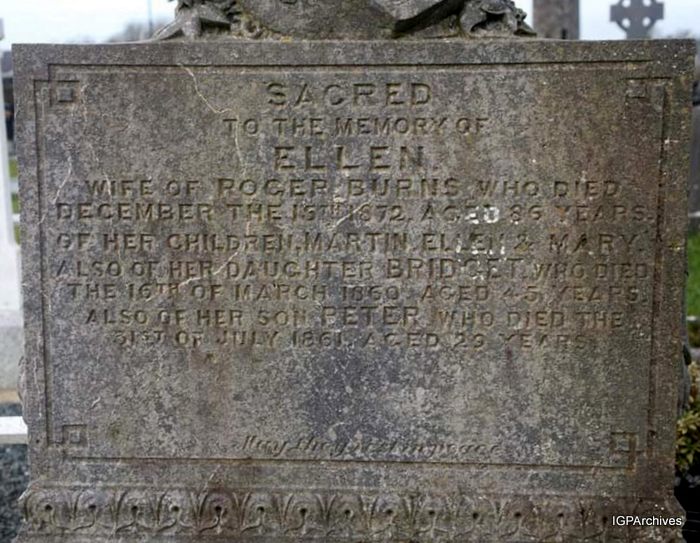 SACRED
TO THE MEMORY OF
ELLEN
WIFE OF ROGER BURNS WHO DIED
DECEMBER THE 15TH 1872, AGED 86 YEARS.
OF HER CHILDREN, MARTIN, ELLEN & MARY
ALSO OF HER DAUGHTER BRIDGET, WHO DIED
THE 16TH OF MARCH 1860, AGED 45 YEARS,
ALSO OF HER SON PETER, WHO DIED THE
31ST OF JULY 1861, AGED 29 YEARS.
May they rest in peace
IGPArchives